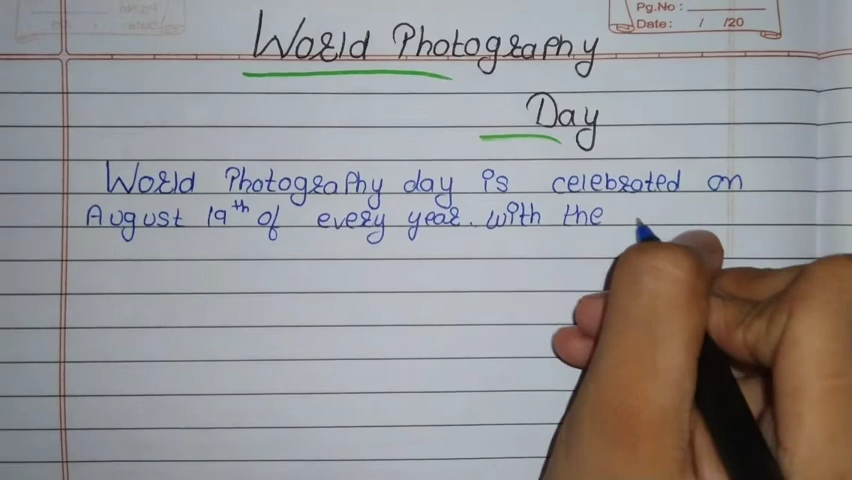 Pg.No :
Date : / /20
World Photography
Day
World Photography day is celebrated on
August 19th of every year. with the